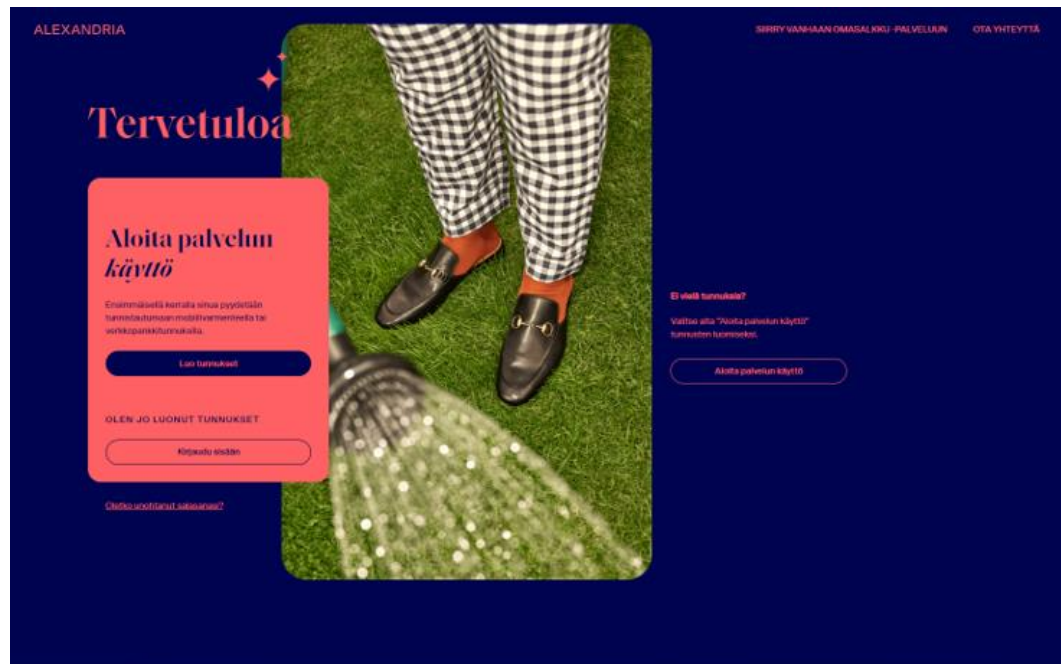 ALEXANDRIA
SIIRRY VANHAAN OMASALKKU -PALVELUUN
OTA YHTEYTTÄ
Tervetuloa
Aloita palvelun
käyttö
Ensimmäisellä kerralla sinua pyydetään
tunnistautumaan mobiilivarmenteella tai
verkkopankkitunnuksilla.
Luo tunnukset
OLEN JO LUONUT TUNNUKSET
Kirjaudu sisään
Oletko unohtanut salasanasi?
Ei vielä tunnuksia?
Valitse alta "Aloita palvelun käyttö"
tunnusten luomiseksi.
Aloita palvelun käyttö